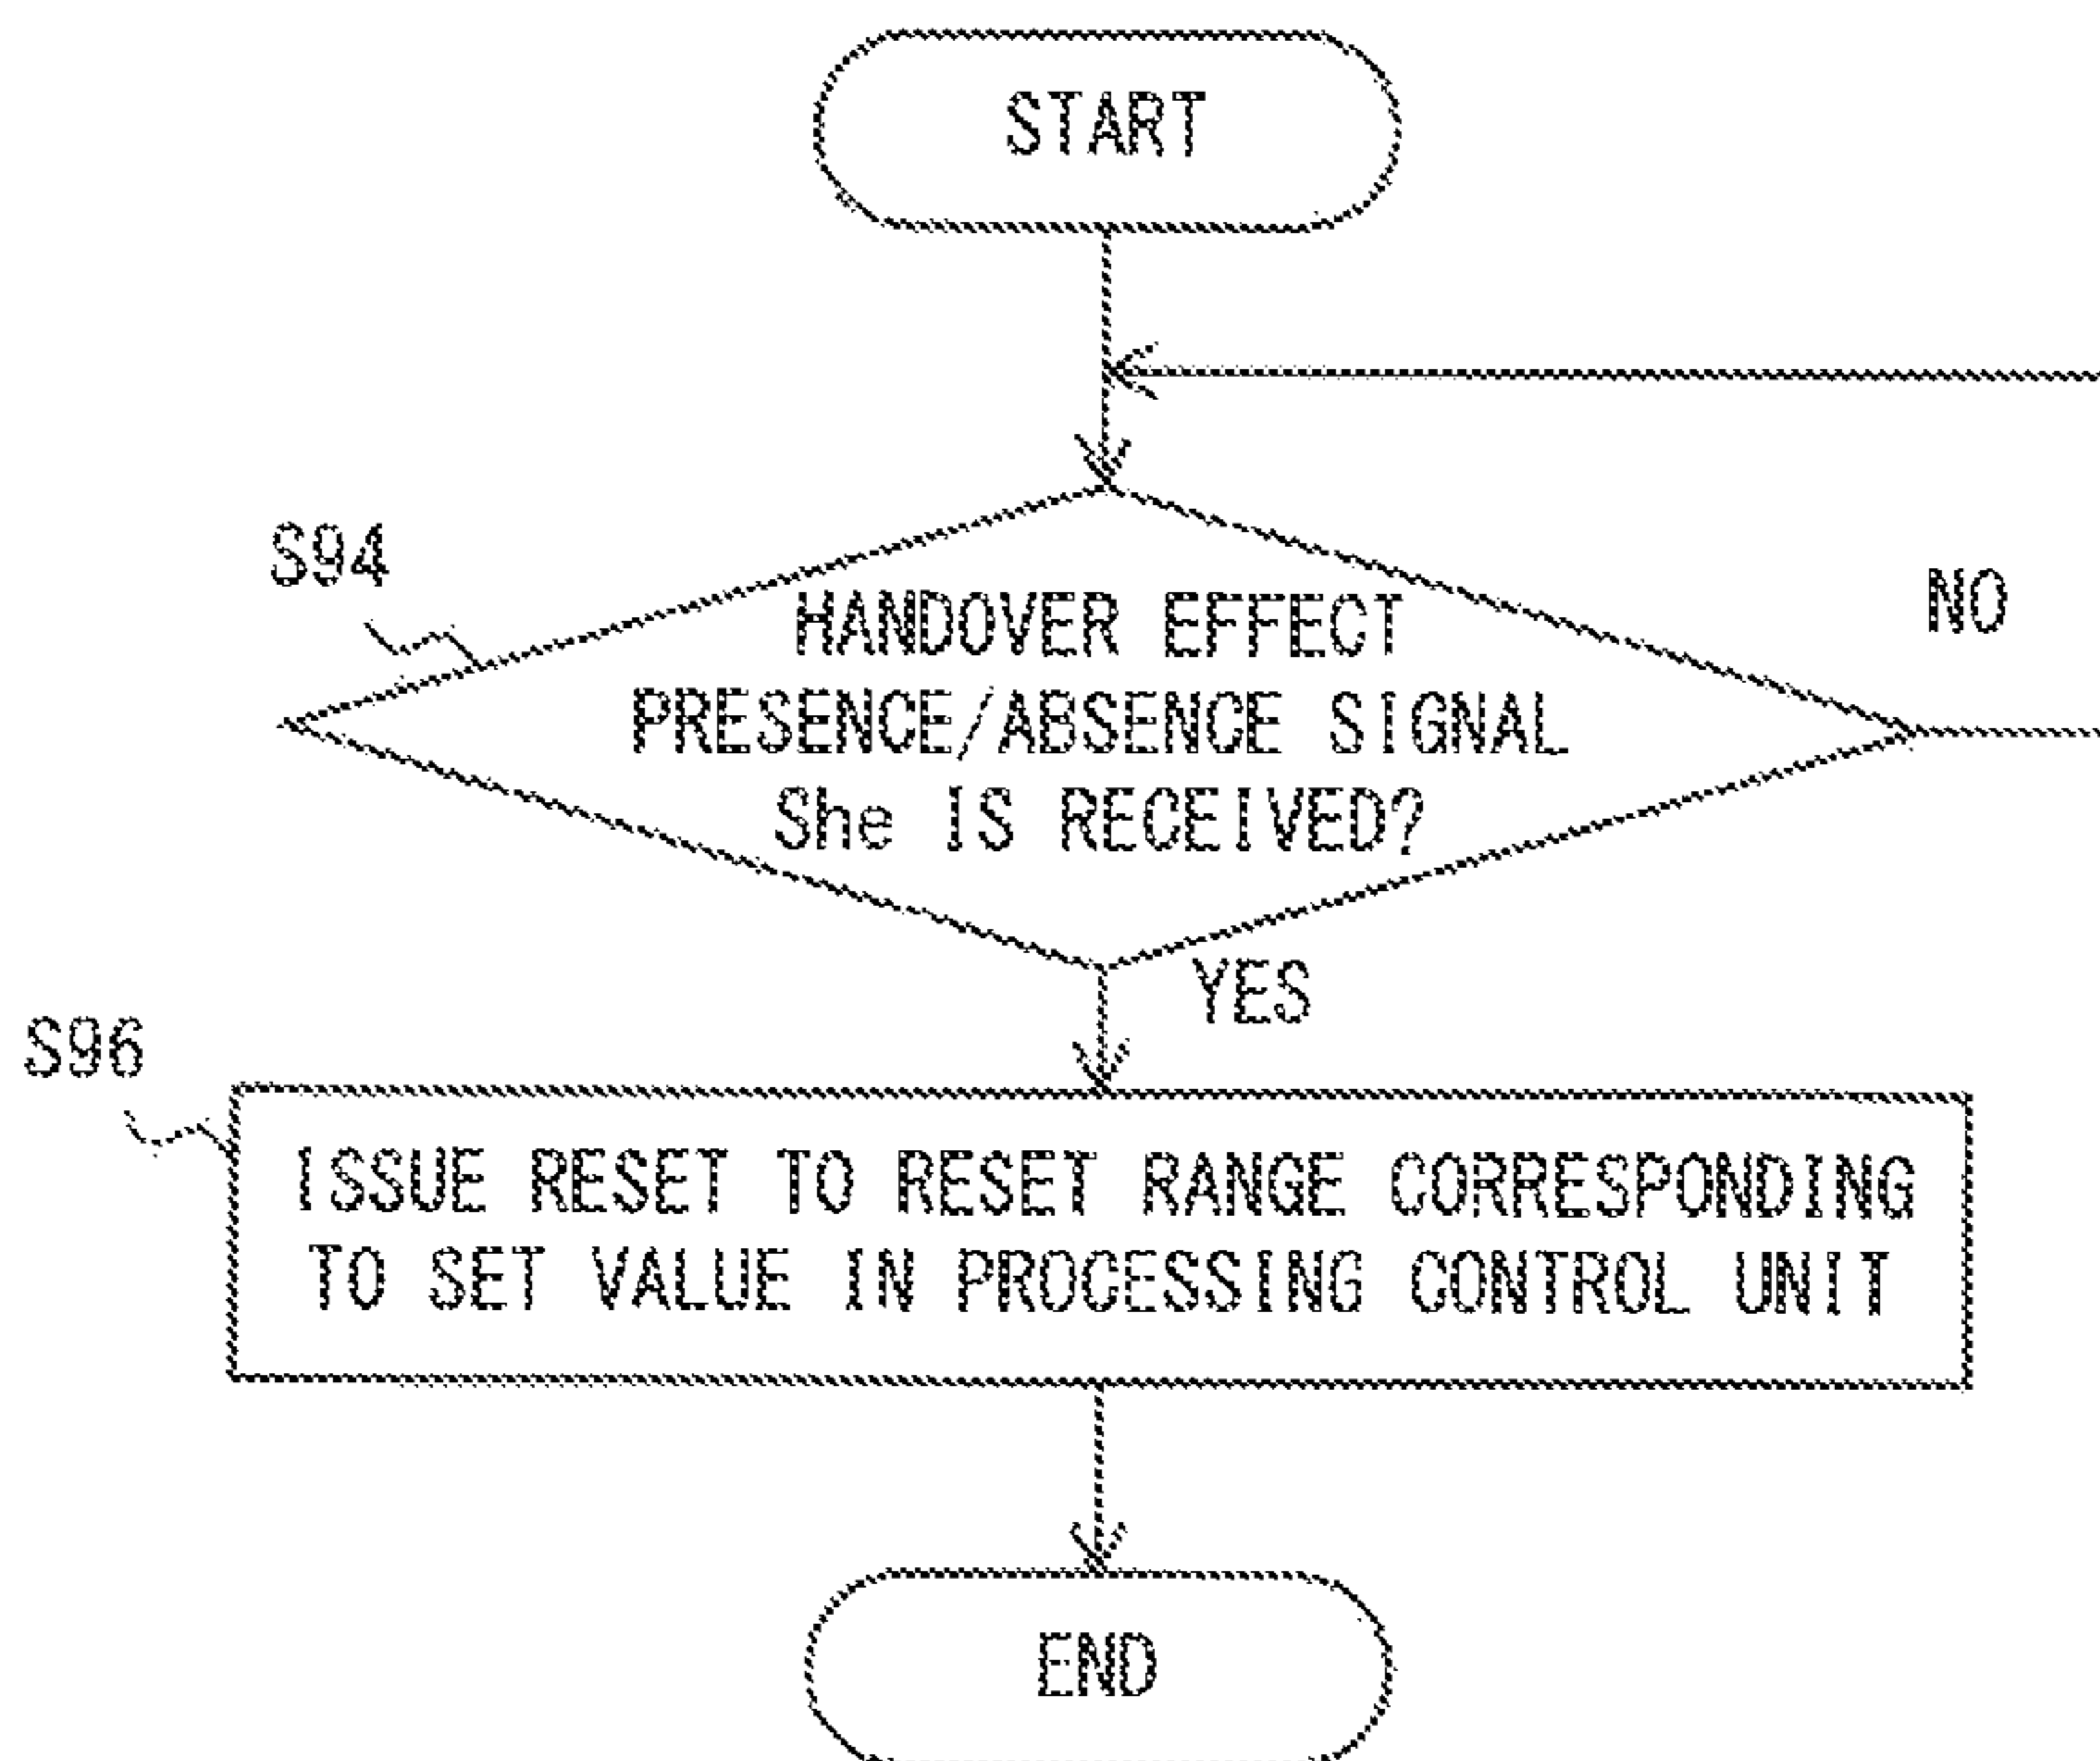 START
S94
HANDOVER EFFECT
PRESENCE/ABSENCE SIGNAL
She IS RECEIVED?
NO
YES
S96
ISSUE RESET TO RESET RANGE CORRESPONDING
TO SET VALUE IN PROCESSING CONTROL UNIT
END